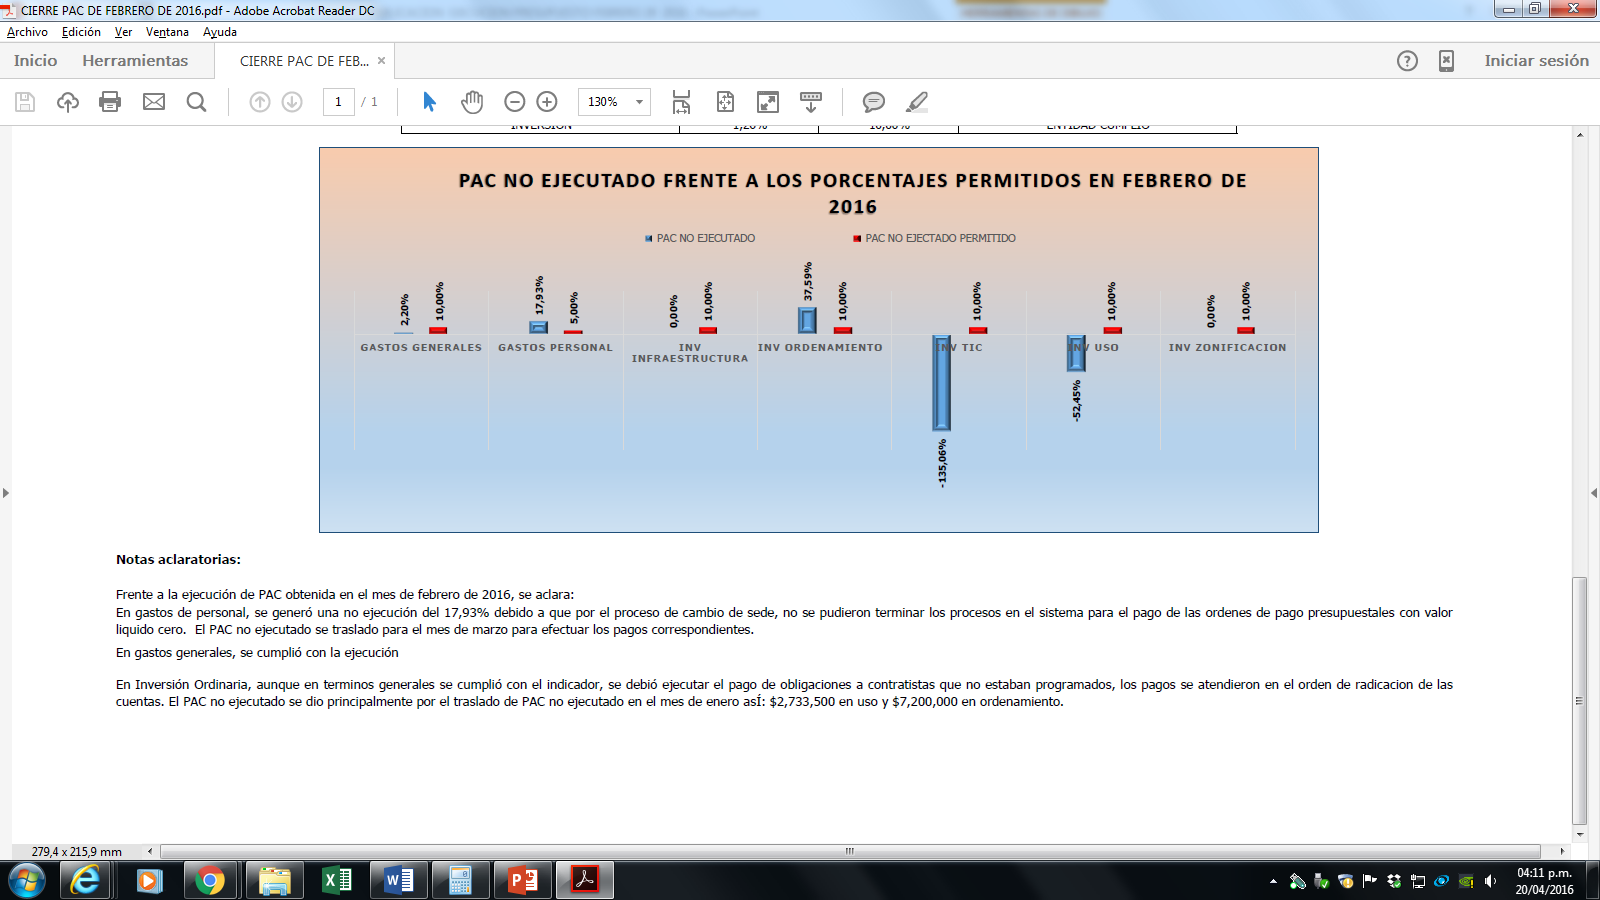 CIERRE PAC DE FEBRERO DE 2016.pdf - Adobe Acrobat Reader DC
Archivo Edición Ver Ventana Ayuda
Inicio Herramientas CIERRE PAC DE FEB... × Iniciar sesión
1 / 1 130%
INVERSION 1,20% 10,00% ENTIDAD CUMPLIO
PAC NO EJECUTADO FRENTE A LOS PORCENTAJES PERMITIDOS EN FEBRERO DE
2016
PAC NO EJECUTADO PAC NO EJECTADO PERMITIDO
2,20% 10,00% 17,93% 5,00% 0,00% 10,00% 37,59% 10,00% 10,00% 10,00% 0,00% 10,00%
GASTOS GENERALES GASTOS PERSONAL INV INFRAESTRUCTURA INV ORDENAMIENTO INV TIC INV USO INV ZONIFICACION
-135,06% -52,45%
Notas aclaratorias:
Frente a la ejecución de PAC obtenida en el mes de febrero de 2016, se aclara:
En gastos de personal, se generó una no ejecución del 17,93% debido a que por el proceso de cambio de sede, no se pudieron terminar los procesos en el sistema para el pago de las ordenes de pago presupuestales con valor
liquido cero. El PAC no ejecutado se traslado para el mes de marzo para efectuar los pagos correspondientes.
En gastos generales, se cumplió con la ejecución
En Inversión Ordinaria, aunque en terminos generales se cumplió con el indicador, se debió ejecutar el pago de obligaciones a contratistas que no estaban programados, los pagos se atendieron en el orden de radicacion de las
cuentas. El PAC no ejecutado se dio principalmente por el traslado de PAC no ejecutado en el mes de enero asÍ: $2,733,500 en uso y $7,200,000 en ordenamiento.
279,4 x 215,9 mm
04:11 p.m.
20/04/2016